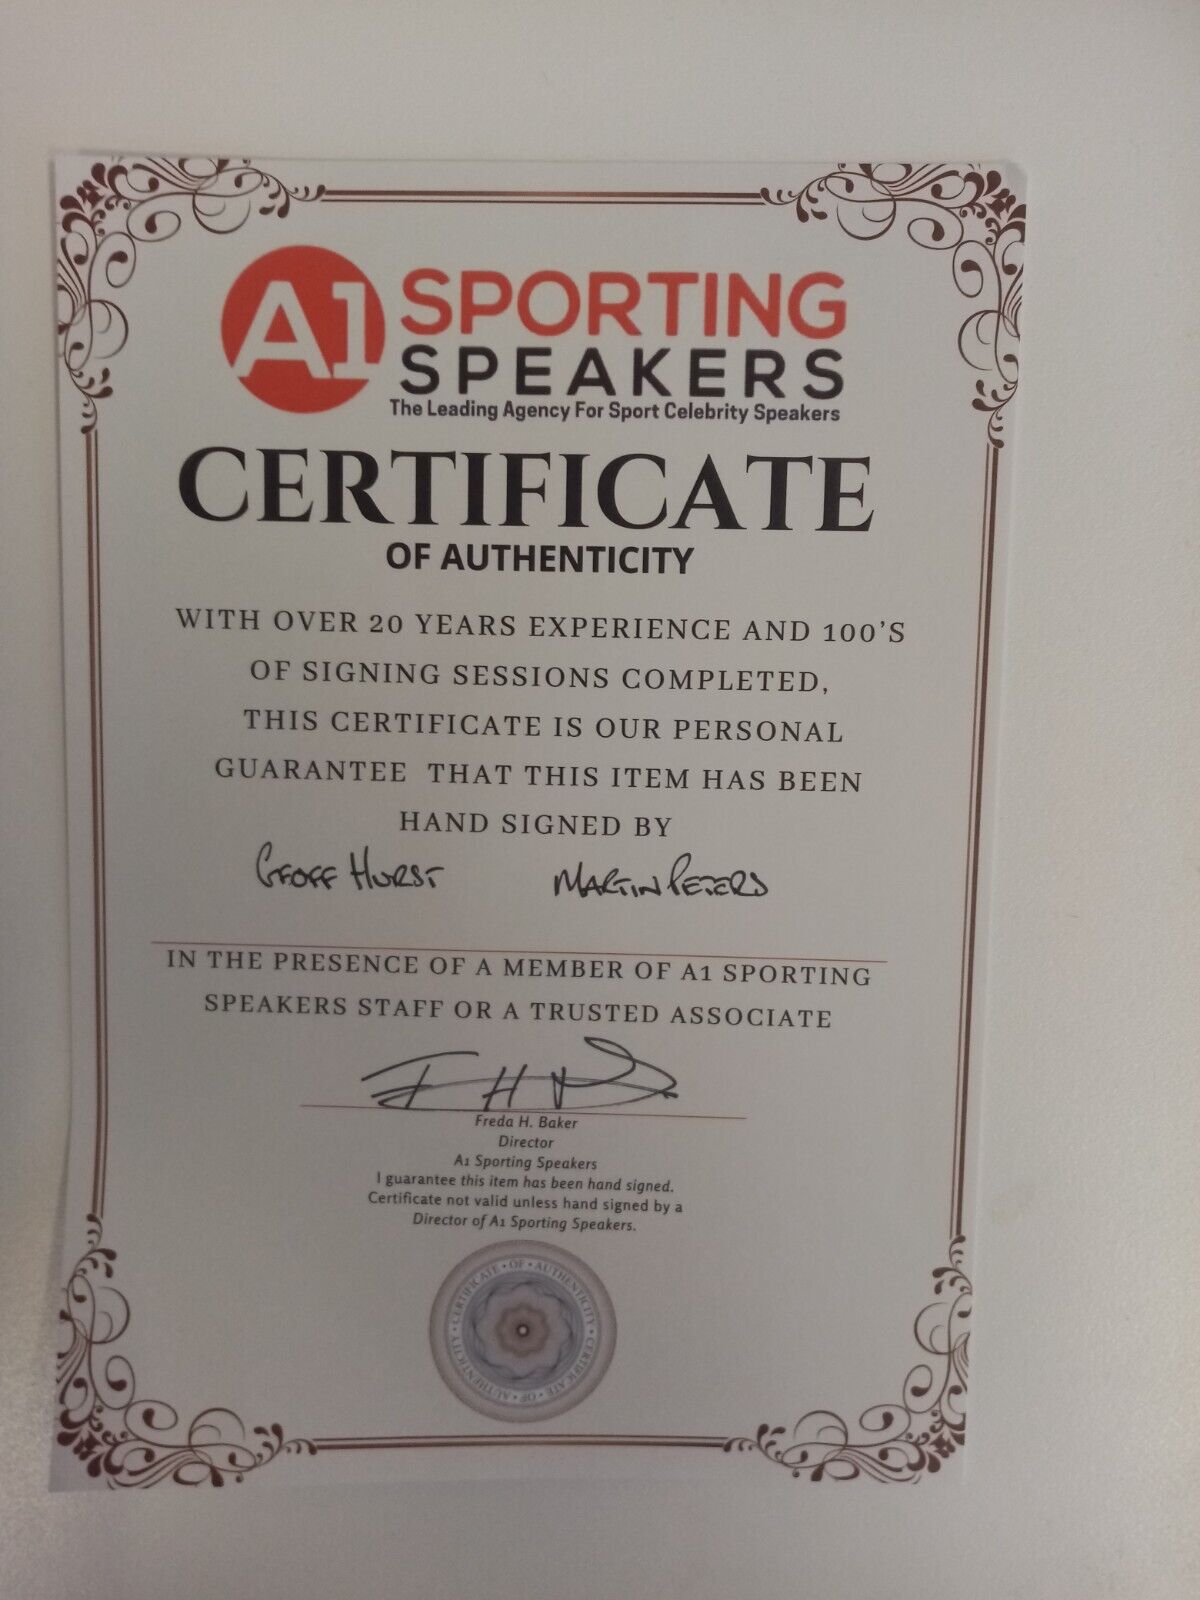 A1 SPORTING
SPEAKERS
The Leading Agency For Sport Celebrity Speakers
CERTIFICATE
OF AUTHENTICITY
WITH OVER 20 YEARS EXPERIENCE AND 100'S
OF SIGNING SESSIONS COMPLETED,
THIS CERTIFICATE IS OUR PERSONAL
GUARANTEE THAT THIS ITEM HAS BEEN
HAND SIGNED BY
GEOFF HURST MARTIN PETERS
IN THE PRESENCE OF A MEMBER OF A1 SPORTING
SPEAKERS STAFF OR A TRUSTED ASSOCIATE
Freda H. Baker
Director
A1 Sporting Speakers
I guarantee this item has been hand signed.
Certificate not valid unless hand signed by a
Director of A1 Sporting Speakers.
CERTIFICATE • OF • AUTHENTICITY • CERTIFICATE • OF • AUTHENTICITY •